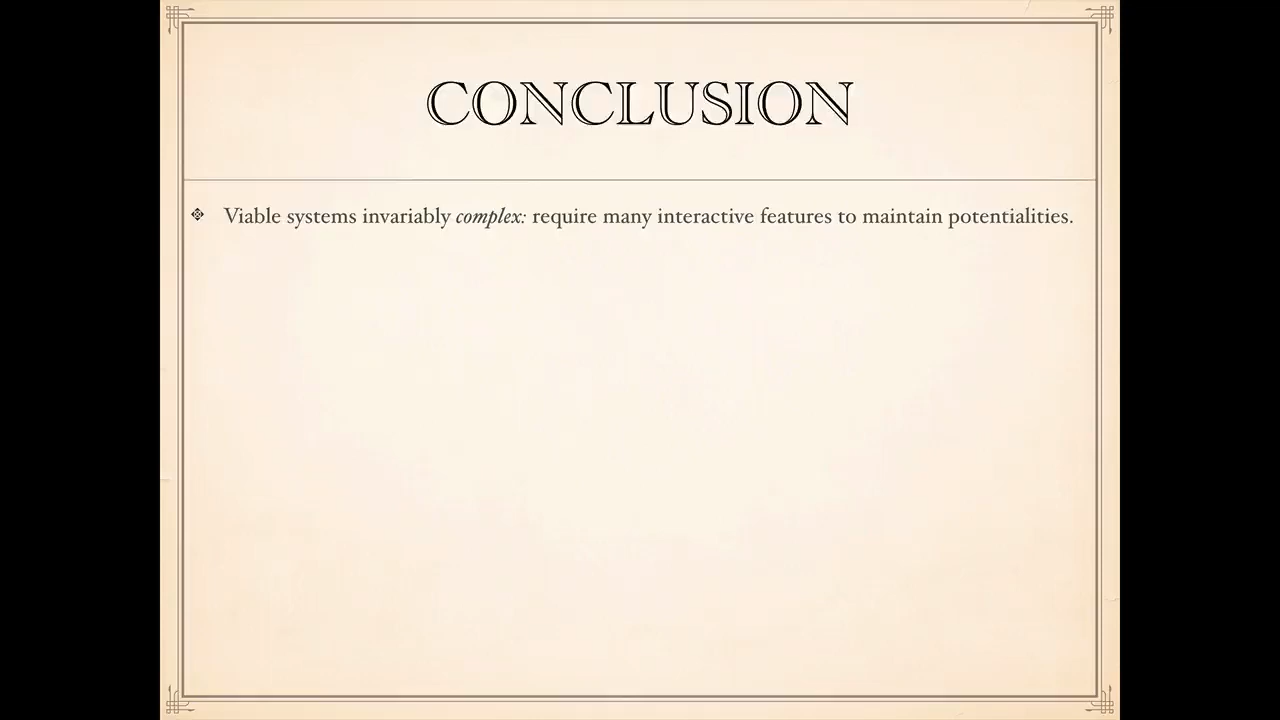 CONCLUSION
Viable systems invariably complex: require many interactive features to maintain potentialities.